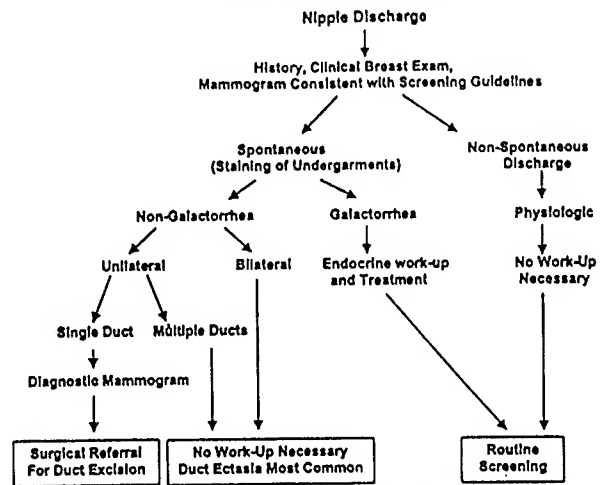 Nipple Discharge
History, Clinical Breast Exam,
Mammogram Consistent with Screening Guidelines
Spontaneous
(Staining of Undergarments)
Non-Spontaneous
Discharge
Non-Galactorrhea
Galactorrhea
Physiologic
Unilateral
Bilateral
Endocrine work-up
and Treatment
No Work-Up
Necessary
Single Duct
Multiple Ducts
Diagnostic Mammogram
Surgical Referral
For Duct Excision
No Work-Up Necessary
Duct Ectasia Most Common
Routine
Screening